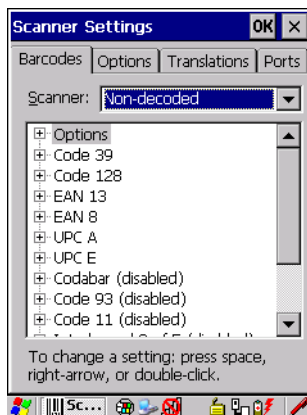 Scanner Settings OK ×
Barcodes Options Translations Ports
Scanner: Non-decoded
Options
Code 39
Code 128
EAN 13
EAN 8
UPC A
UPC E
Codabar (disabled)
Code 93 (disabled)
Code 11 (disabled)
To change a setting: press space,
right-arrow, or double-click.
Sc...